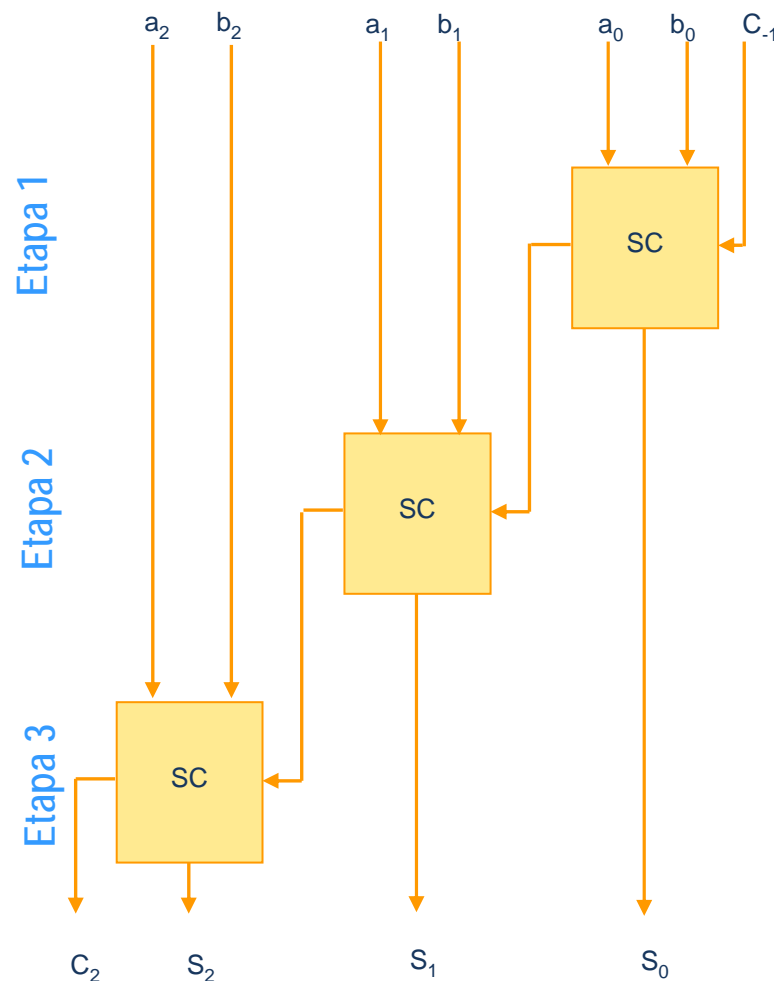 a₂ b₂ a₁ b₁ a₀ b₀ C₋₁
Etapa 1
SC
Etapa 2
SC
Etapa 3
SC
C₂ S₂ S₁ S₀